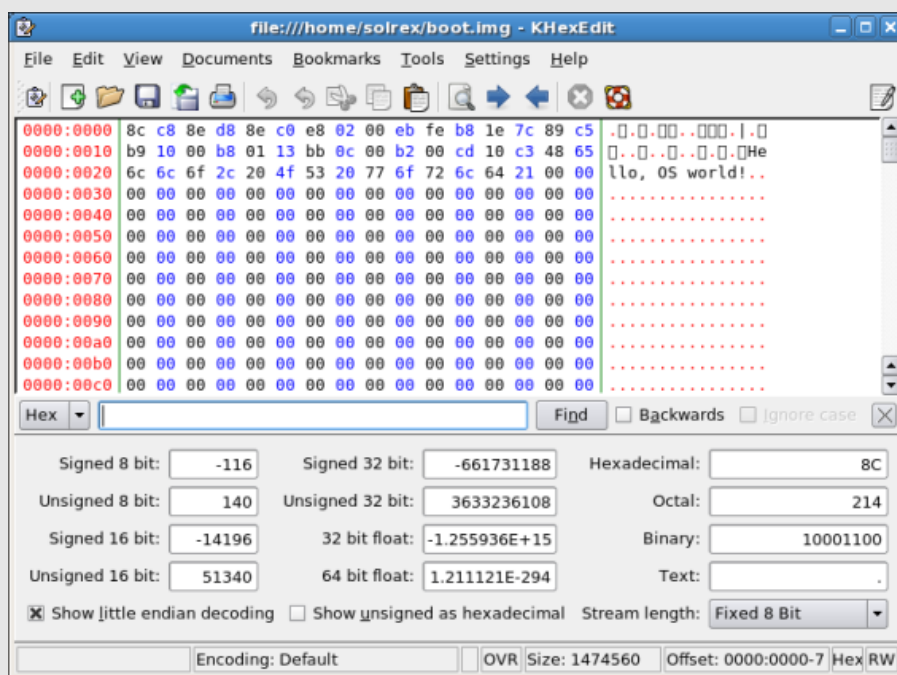 file:///home/solrex/boot.img - KHexEdit
File Edit View Documents Bookmarks Tools Settings Help
0000:0000 8c c8 8e d8 8e c0 e8 02 00 eb fe b8 1e 7c 89 c5 .▯.▯.▯▯..▯▯▯.|.▯
0000:0010 b9 10 00 b8 01 13 bb 0c 00 b2 00 cd 10 c3 48 65 ▯..▯..▯..▯.▯.▯He
0000:0020 6c 6c 6f 2c 20 4f 53 20 77 6f 72 6c 64 21 00 00 llo, OS world!..
0000:0030 00 00 00 00 00 00 00 00 00 00 00 00 00 00 00 00 ................
0000:0040 00 00 00 00 00 00 00 00 00 00 00 00 00 00 00 00 ................
0000:0050 00 00 00 00 00 00 00 00 00 00 00 00 00 00 00 00 ................
0000:0060 00 00 00 00 00 00 00 00 00 00 00 00 00 00 00 00 ................
0000:0070 00 00 00 00 00 00 00 00 00 00 00 00 00 00 00 00 ................
0000:0080 00 00 00 00 00 00 00 00 00 00 00 00 00 00 00 00 ................
0000:0090 00 00 00 00 00 00 00 00 00 00 00 00 00 00 00 00 ................
0000:00a0 00 00 00 00 00 00 00 00 00 00 00 00 00 00 00 00 ................
0000:00b0 00 00 00 00 00 00 00 00 00 00 00 00 00 00 00 00 ................
0000:00c0 00 00 00 00 00 00 00 00 00 00 00 00 00 00 00 00 ................
Hex Find Backwards Ignore case
Signed 8 bit: -116 Signed 32 bit: -661731188 Hexadecimal: 8C
Unsigned 8 bit: 140 Unsigned 32 bit: 3633236108 Octal: 214
Signed 16 bit: -14196 32 bit float: -1.255936E+15 Binary: 10001100
Unsigned 16 bit: 51340 64 bit float: 1.211121E-294 Text: .
Show little endian decoding Show unsigned as hexadecimal Stream length: Fixed 8 Bit
Encoding: Default OVR Size: 1474560 Offset: 0000:0000-7 Hex RW